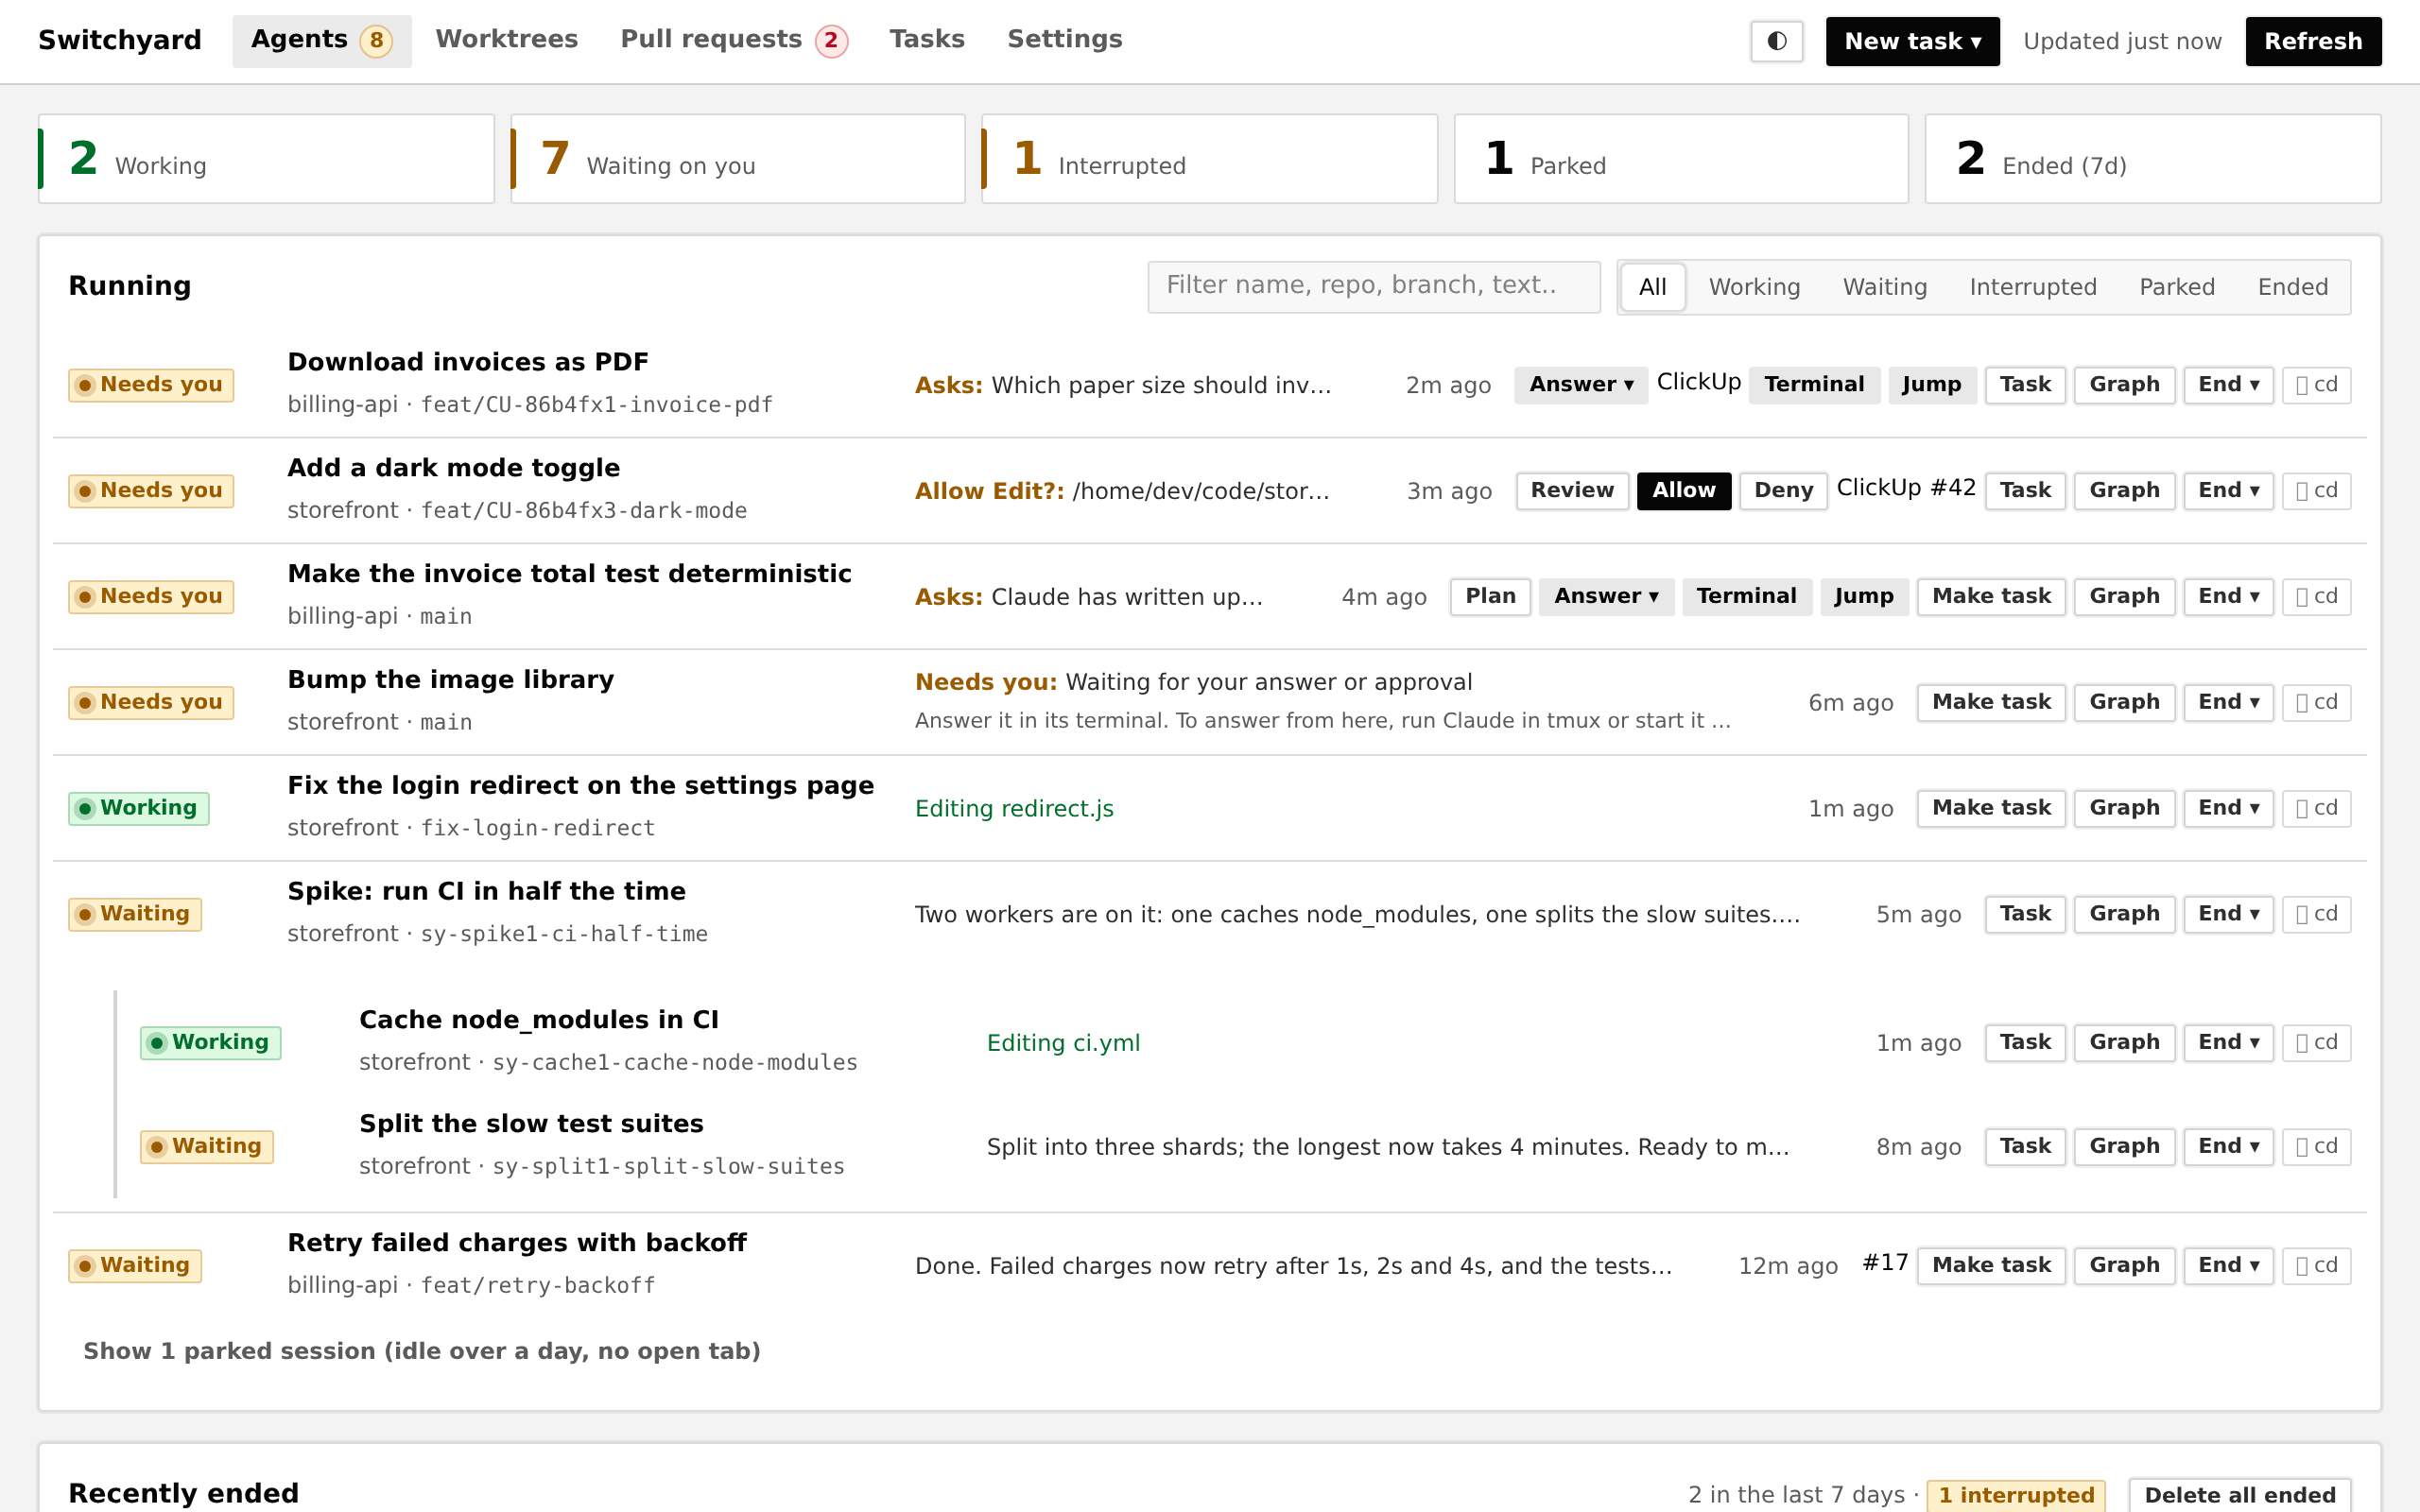 Switchyard Agents 8 Worktrees Pull requests 2 Tasks Settings New task ▾ Updated just now Refresh
2 Working 7 Waiting on you 1 Interrupted 1 Parked 2 Ended (7d)
Running Filter name, repo, branch, text.. All Working Waiting Interrupted Parked Ended
Download invoices as PDF
Needs you Asks: Which paper size should inv… 2m ago Answer ▾ ClickUp Terminal Jump Task Graph End ▾ cd
billing-api · feat/CU-86b4fx1-invoice-pdf
Add a dark mode toggle
Needs you Allow Edit?: /home/dev/code/stor… 3m ago Review Allow Deny ClickUp #42 Task Graph End ▾ cd
storefront · feat/CU-86b4fx3-dark-mode
Make the invoice total test deterministic
Needs you Asks: Claude has written up… 4m ago Plan Answer ▾ Terminal Jump Make task Graph End ▾ cd
billing-api · main
Bump the image library
Needs you: Waiting for your answer or approval
Needs you 6m ago Make task Graph End ▾ cd
storefront · main
Answer it in its terminal. To answer from here, run Claude in tmux or start it …
Fix the login redirect on the settings page
Working Editing redirect.js 1m ago Make task Graph End ▾ cd
storefront · fix-login-redirect
Spike: run CI in half the time
Waiting Two workers are on it: one caches node_modules, one splits the slow suites.… 5m ago Task Graph End ▾ cd
storefront · sy-spike1-ci-half-time
Cache node_modules in CI
Working Editing ci.yml 1m ago Task Graph End ▾ cd
storefront · sy-cache1-cache-node-modules
Split the slow test suites
Waiting Split into three shards; the longest now takes 4 minutes. Ready to m… 8m ago Task Graph End ▾ cd
storefront · sy-split1-split-slow-suites
Retry failed charges with backoff
Waiting Done. Failed charges now retry after 1s, 2s and 4s, and the tests… 12m ago #17 Make task Graph End ▾ cd
billing-api · feat/retry-backoff
Show 1 parked session (idle over a day, no open tab)
Recently ended 2 in the last 7 days · 1 interrupted Delete all ended